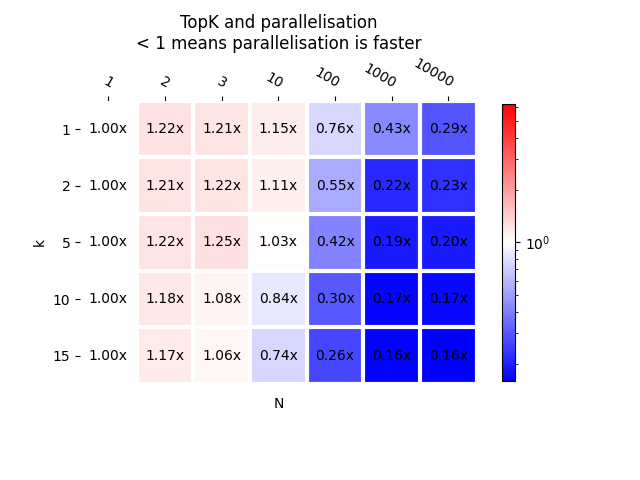 TopK and parallelisation
< 1 means parallelisation is faster
1 2 3 10 100 1000 10000
1 1.00x 1.22x 1.21x 1.15x 0.76x 0.43x 0.29x
2 1.00x 1.21x 1.22x 1.11x 0.55x 0.22x 0.23x
k 5 1.00x 1.22x 1.25x 1.03x 0.42x 0.19x 0.20x 10⁰
10 1.00x 1.18x 1.08x 0.84x 0.30x 0.17x 0.17x
15 1.00x 1.17x 1.06x 0.74x 0.26x 0.16x 0.16x
N